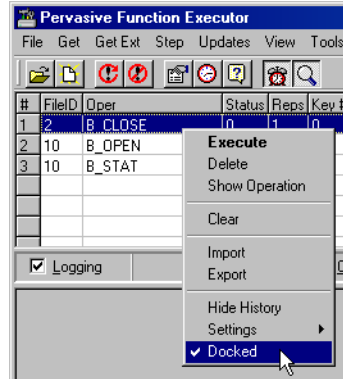 Pervasive Function Executor
File Get Get Ext Step Updates View Tools
# FileID Oper Status Reps Key #
1 2 B_CLOSE 0 1 0
2 10 B_OPEN
3 10 B_STAT
Execute
Delete
Show Operation
Clear
Import
Export
Hide History
Settings
Docked
Logging